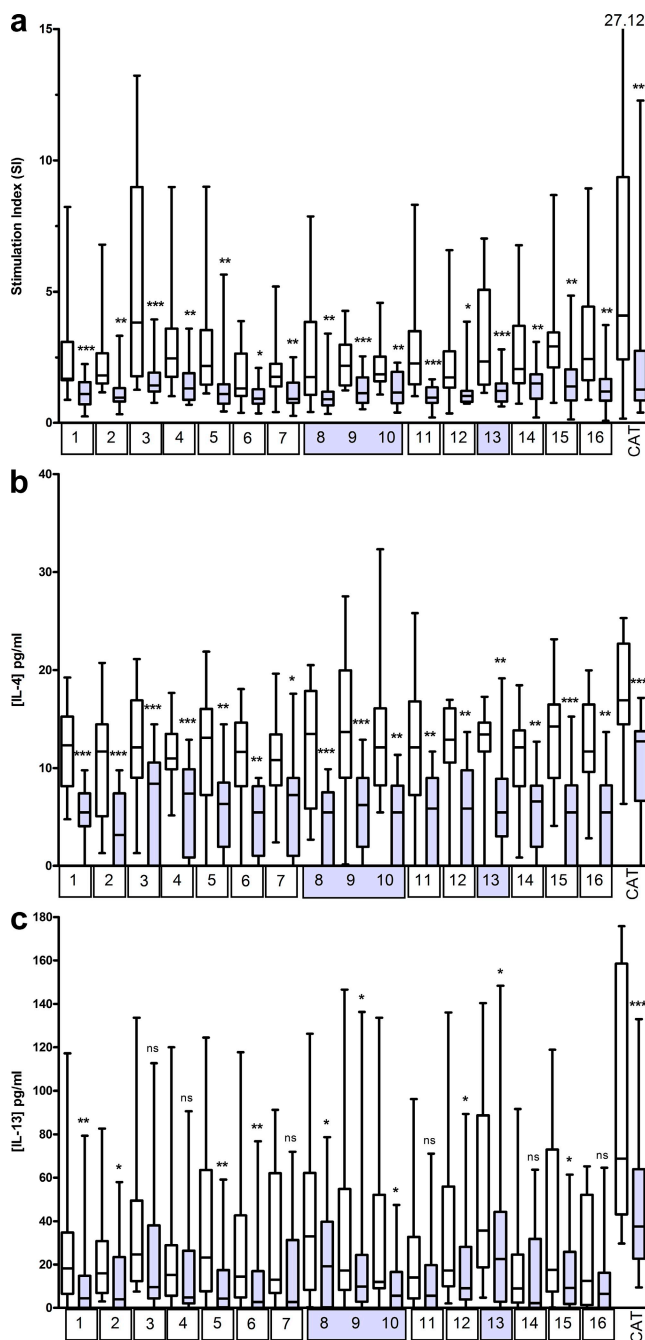 a
27.12
15
10
5
0
Stimulation Index (SI)
*** ** *** ** ** * ** ** *** ** *** * *** ** ** ** **
1 2 3 4 5 6 7 8 9 10 11 12 13 14 15 16 CAT
b
40
30
20
10
0
[IL-4] pg/ml
*** *** *** *** ** ** * *** *** ** ** ** ** ** *** ** ***
1 2 3 4 5 6 7 8 9 10 11 12 13 14 15 16 CAT
c
180
160
140
120
100
80
60
40
20
0
[IL-13] pg/ml
** * ns ns ** ** ns * * * ns * * ns * ns ***
1 2 3 4 5 6 7 8 9 10 11 12 13 14 15 16 CAT